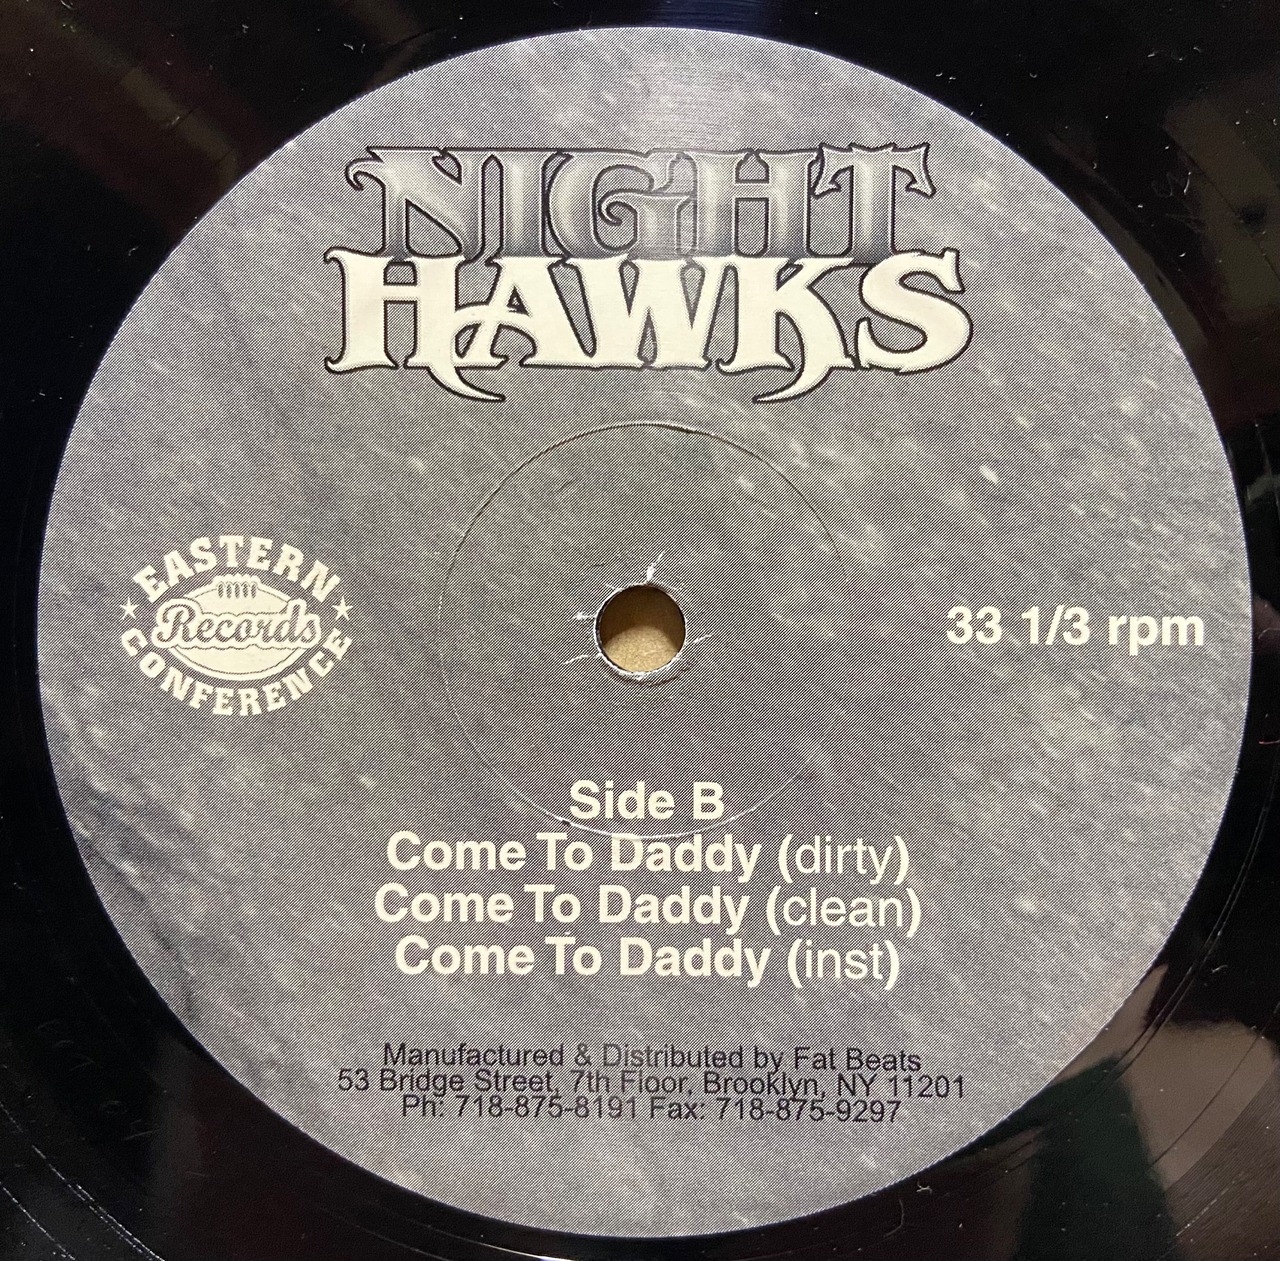 NIGHT
HAWKS
EASTERN
Records
CONFERENCE
33 1/3 rpm
Side B
Come To Daddy (dirty)
Come To Daddy (clean)
Come To Daddy (inst)
Manufactured & Distributed by Fat Beats
53 Bridge Street, 7th Floor, Brooklyn, NY 11201
Ph: 718-875-8191 Fax: 718-875-9297